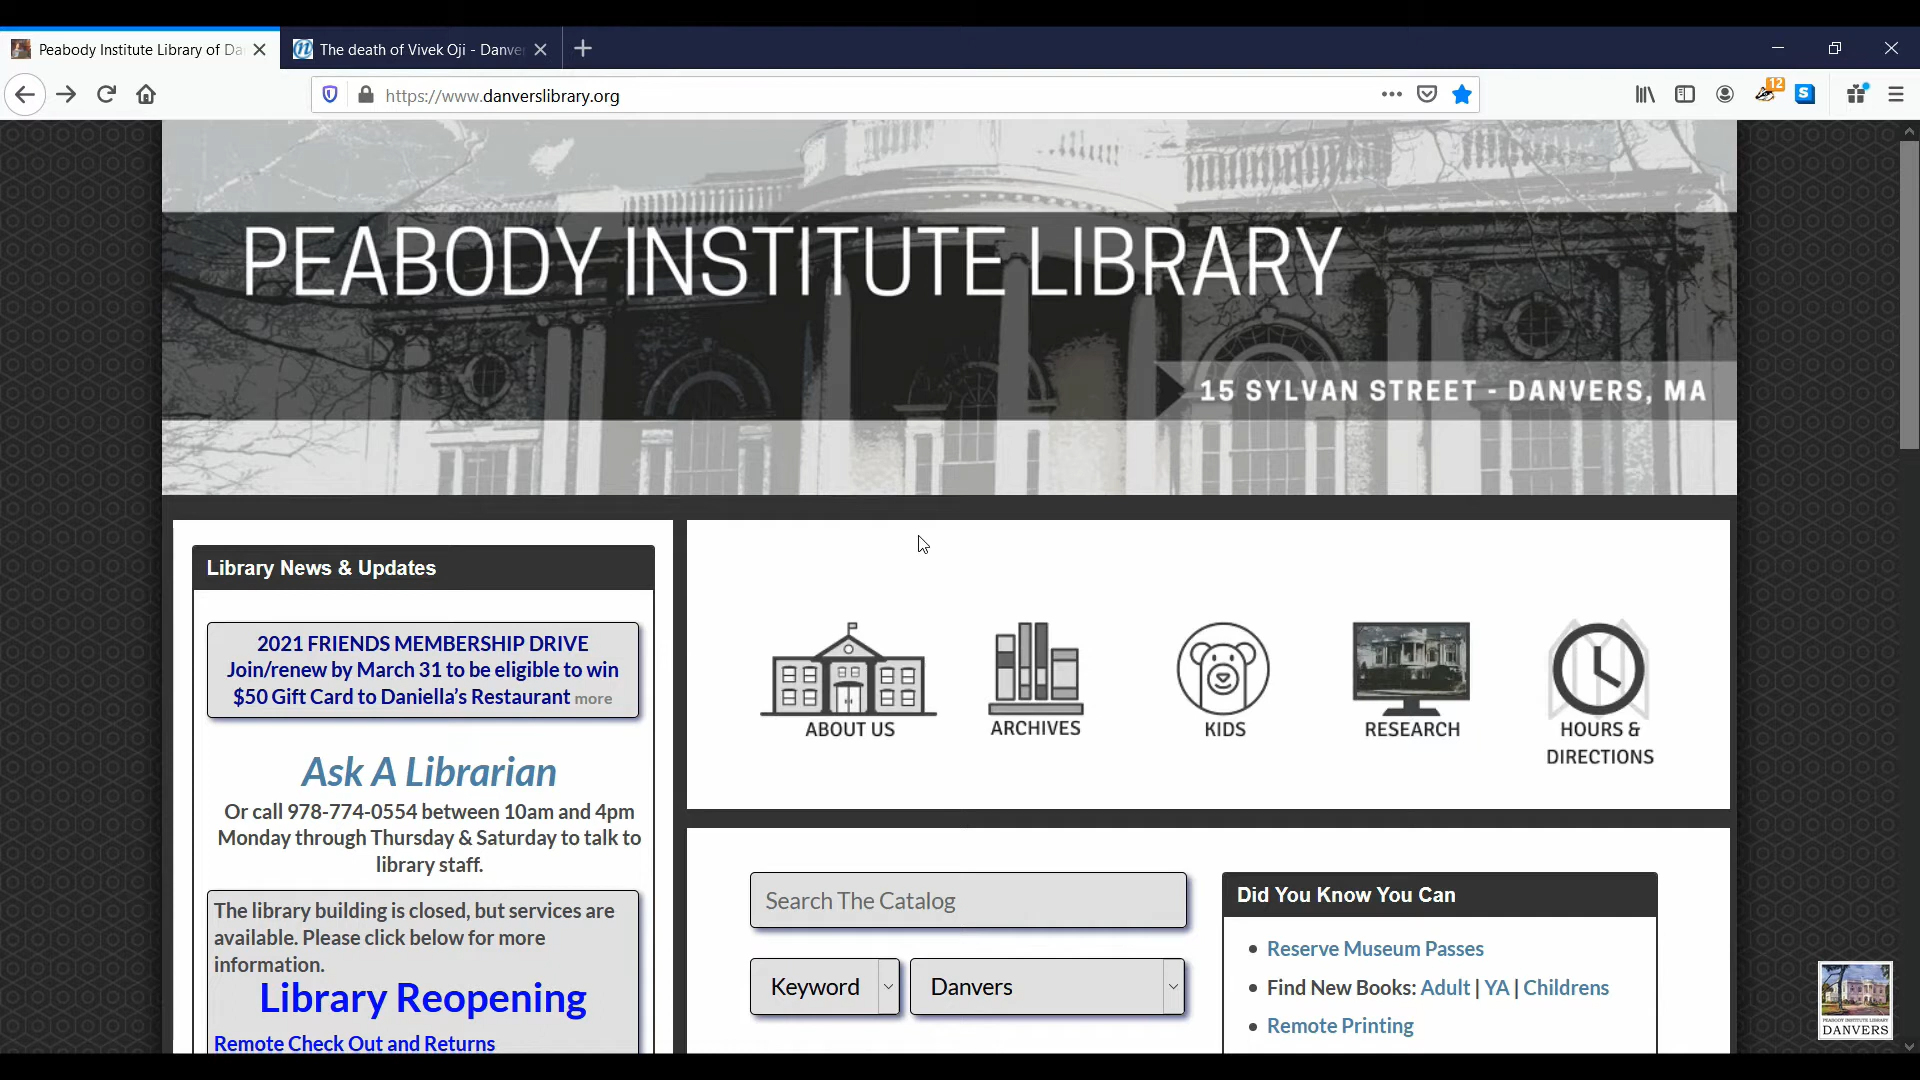 Peabody Institute Library of Da
The death of Vivek Oji - Danve
https://www.danverslibrary.org
12
S
PEABODY INSTITUTE LIBRARY
15 SYLVAN STREET - DANVERS, MA
Library News & Updates
2021 FRIENDS MEMBERSHIP DRIVE
Join/renew by March 31 to be eligible to win
$50 Gift Card to Daniella's Restaurant more
Ask A Librarian
Or call 978-774-0554 between 10am and 4pm
Monday through Thursday & Saturday to talk to
library staff.
The library building is closed, but services are
available. Please click below for more
information.
Library Reopening
Remote Check Out and Returns
ABOUT US
ARCHIVES
KIDS
RESEARCH
HOURS &
DIRECTIONS
Search The Catalog
Keyword
Danvers
Did You Know You Can
Reserve Museum Passes
Find New Books: Adult | YA | Childrens
Remote Printing
PEABODY INSTITUTE LIBRARY
DANVERS